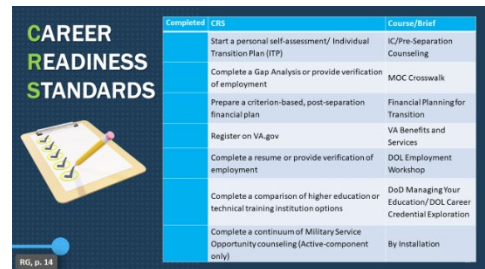 CAREER
READINESS
STANDARDS
Completed CRS Course/Brief
Start a personal self-assessment/ Individual
Transition Plan (ITP)
IC/Pre-Separation
Counseling
Complete a Gap Analysis or provide verification
of employment
MOC Crosswalk
Prepare a criterion-based, post-separation
financial plan
Financial Planning for
Transition
Register on VA.gov
VA Benefits and
Services
Complete a resume or provide verification of
employment
DOL Employment
Workshop
Complete a comparison of higher education or
technical training institution options
DoD Managing Your
Education/DOL Career
Credential Exploration
Complete a continuum of Military Service
Opportunity counseling (Active-component
only)
By Installation
RG, p. 14